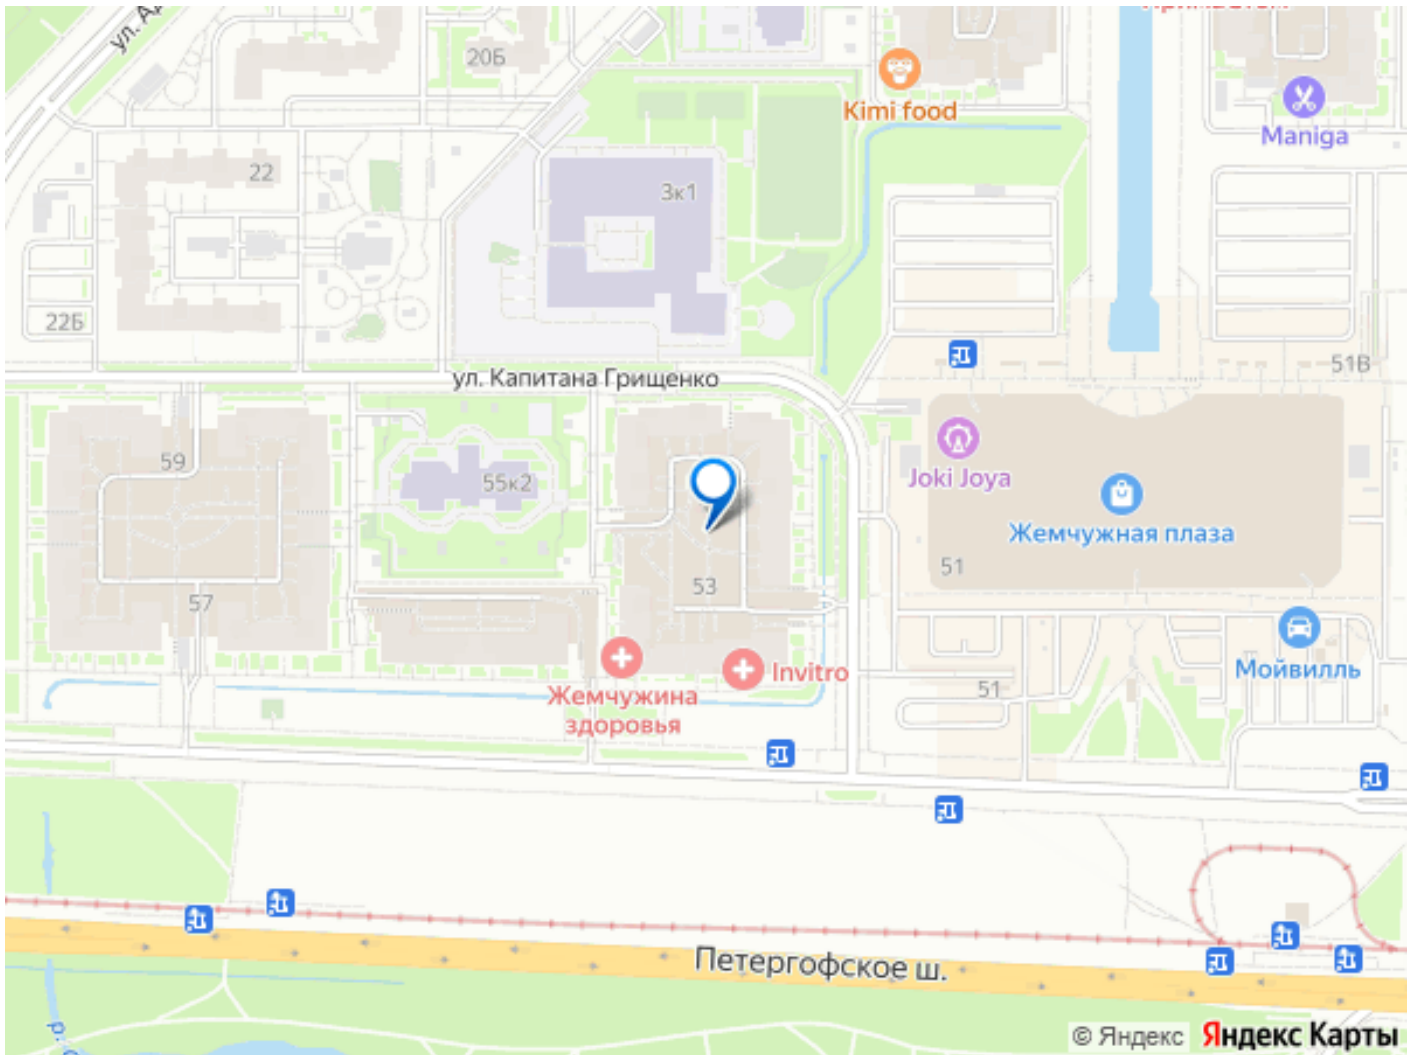 20Б
Kimi food
Maniga
22
3к1
22Б
51В
ул. Капитана Грищенко
59
55к2
Joki Joya
Жемчужная плаза
53
51
57
Мойвилль
Жемчужина
здоровья
Invitro
51
Петергофское ш.
© Яндекс
Яндекс Карты